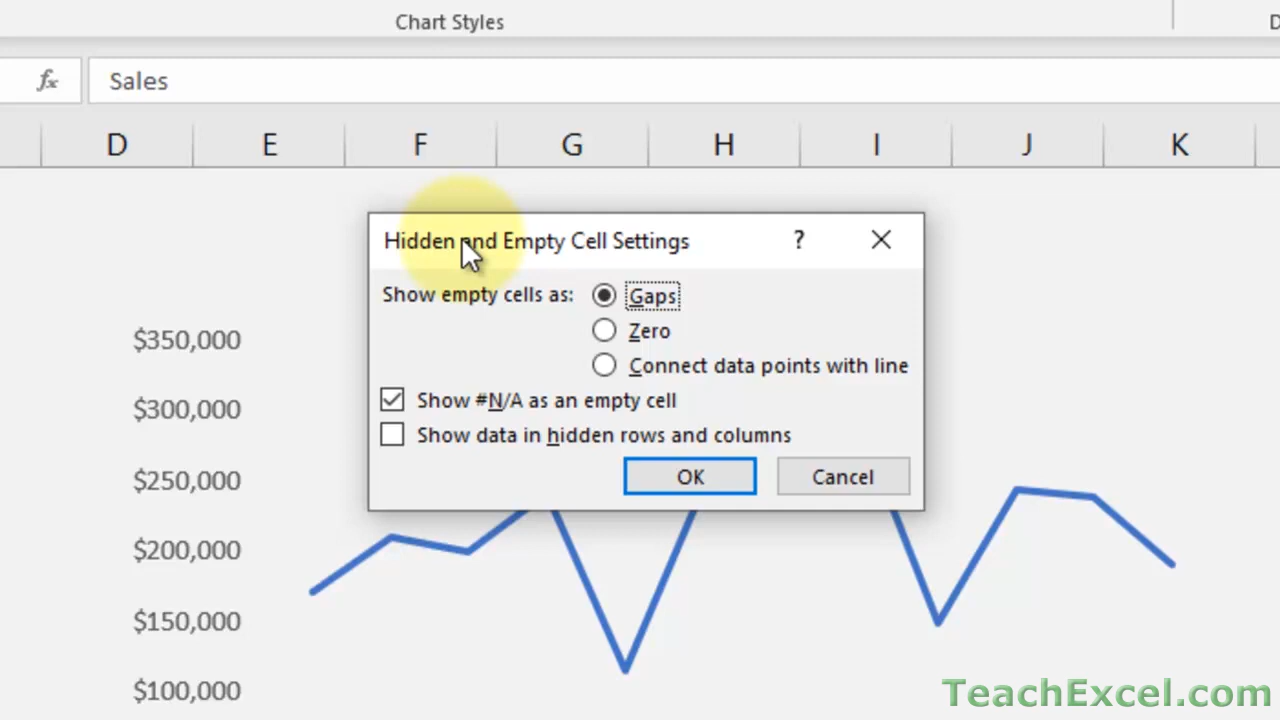 Chart Styles
fx
Sales
D E F G H I J K
Hidden and Empty Cell Settings ?
Show empty cells as: Gaps
Zero
Connect data points with line
Show #N/A as an empty cell
Show data in hidden rows and columns
OK Cancel
$350,000
$300,000
$250,000
$200,000
$150,000
$100,000
TeachExcel.com